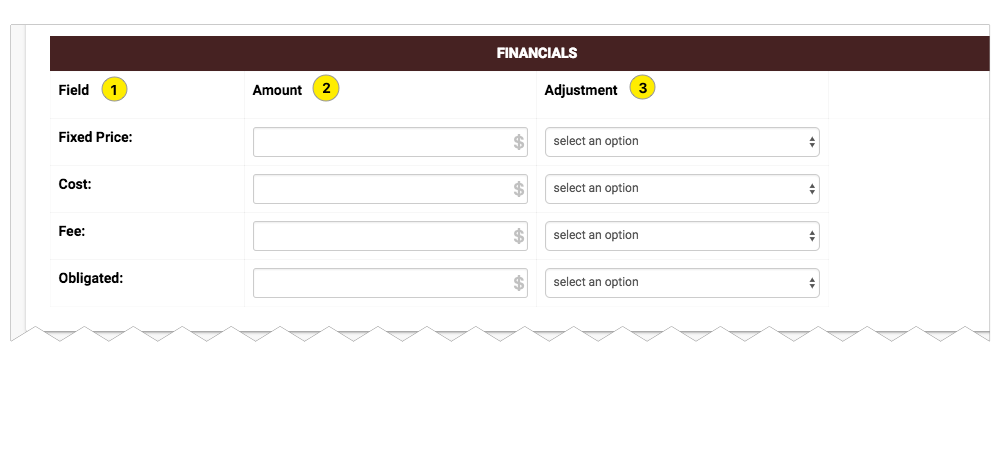 FINANCIALS
Field 1 Amount 2 Adjustment 3
Fixed Price: $ select an option
Cost: $ select an option
Fee: $ select an option
Obligated: $ select an option